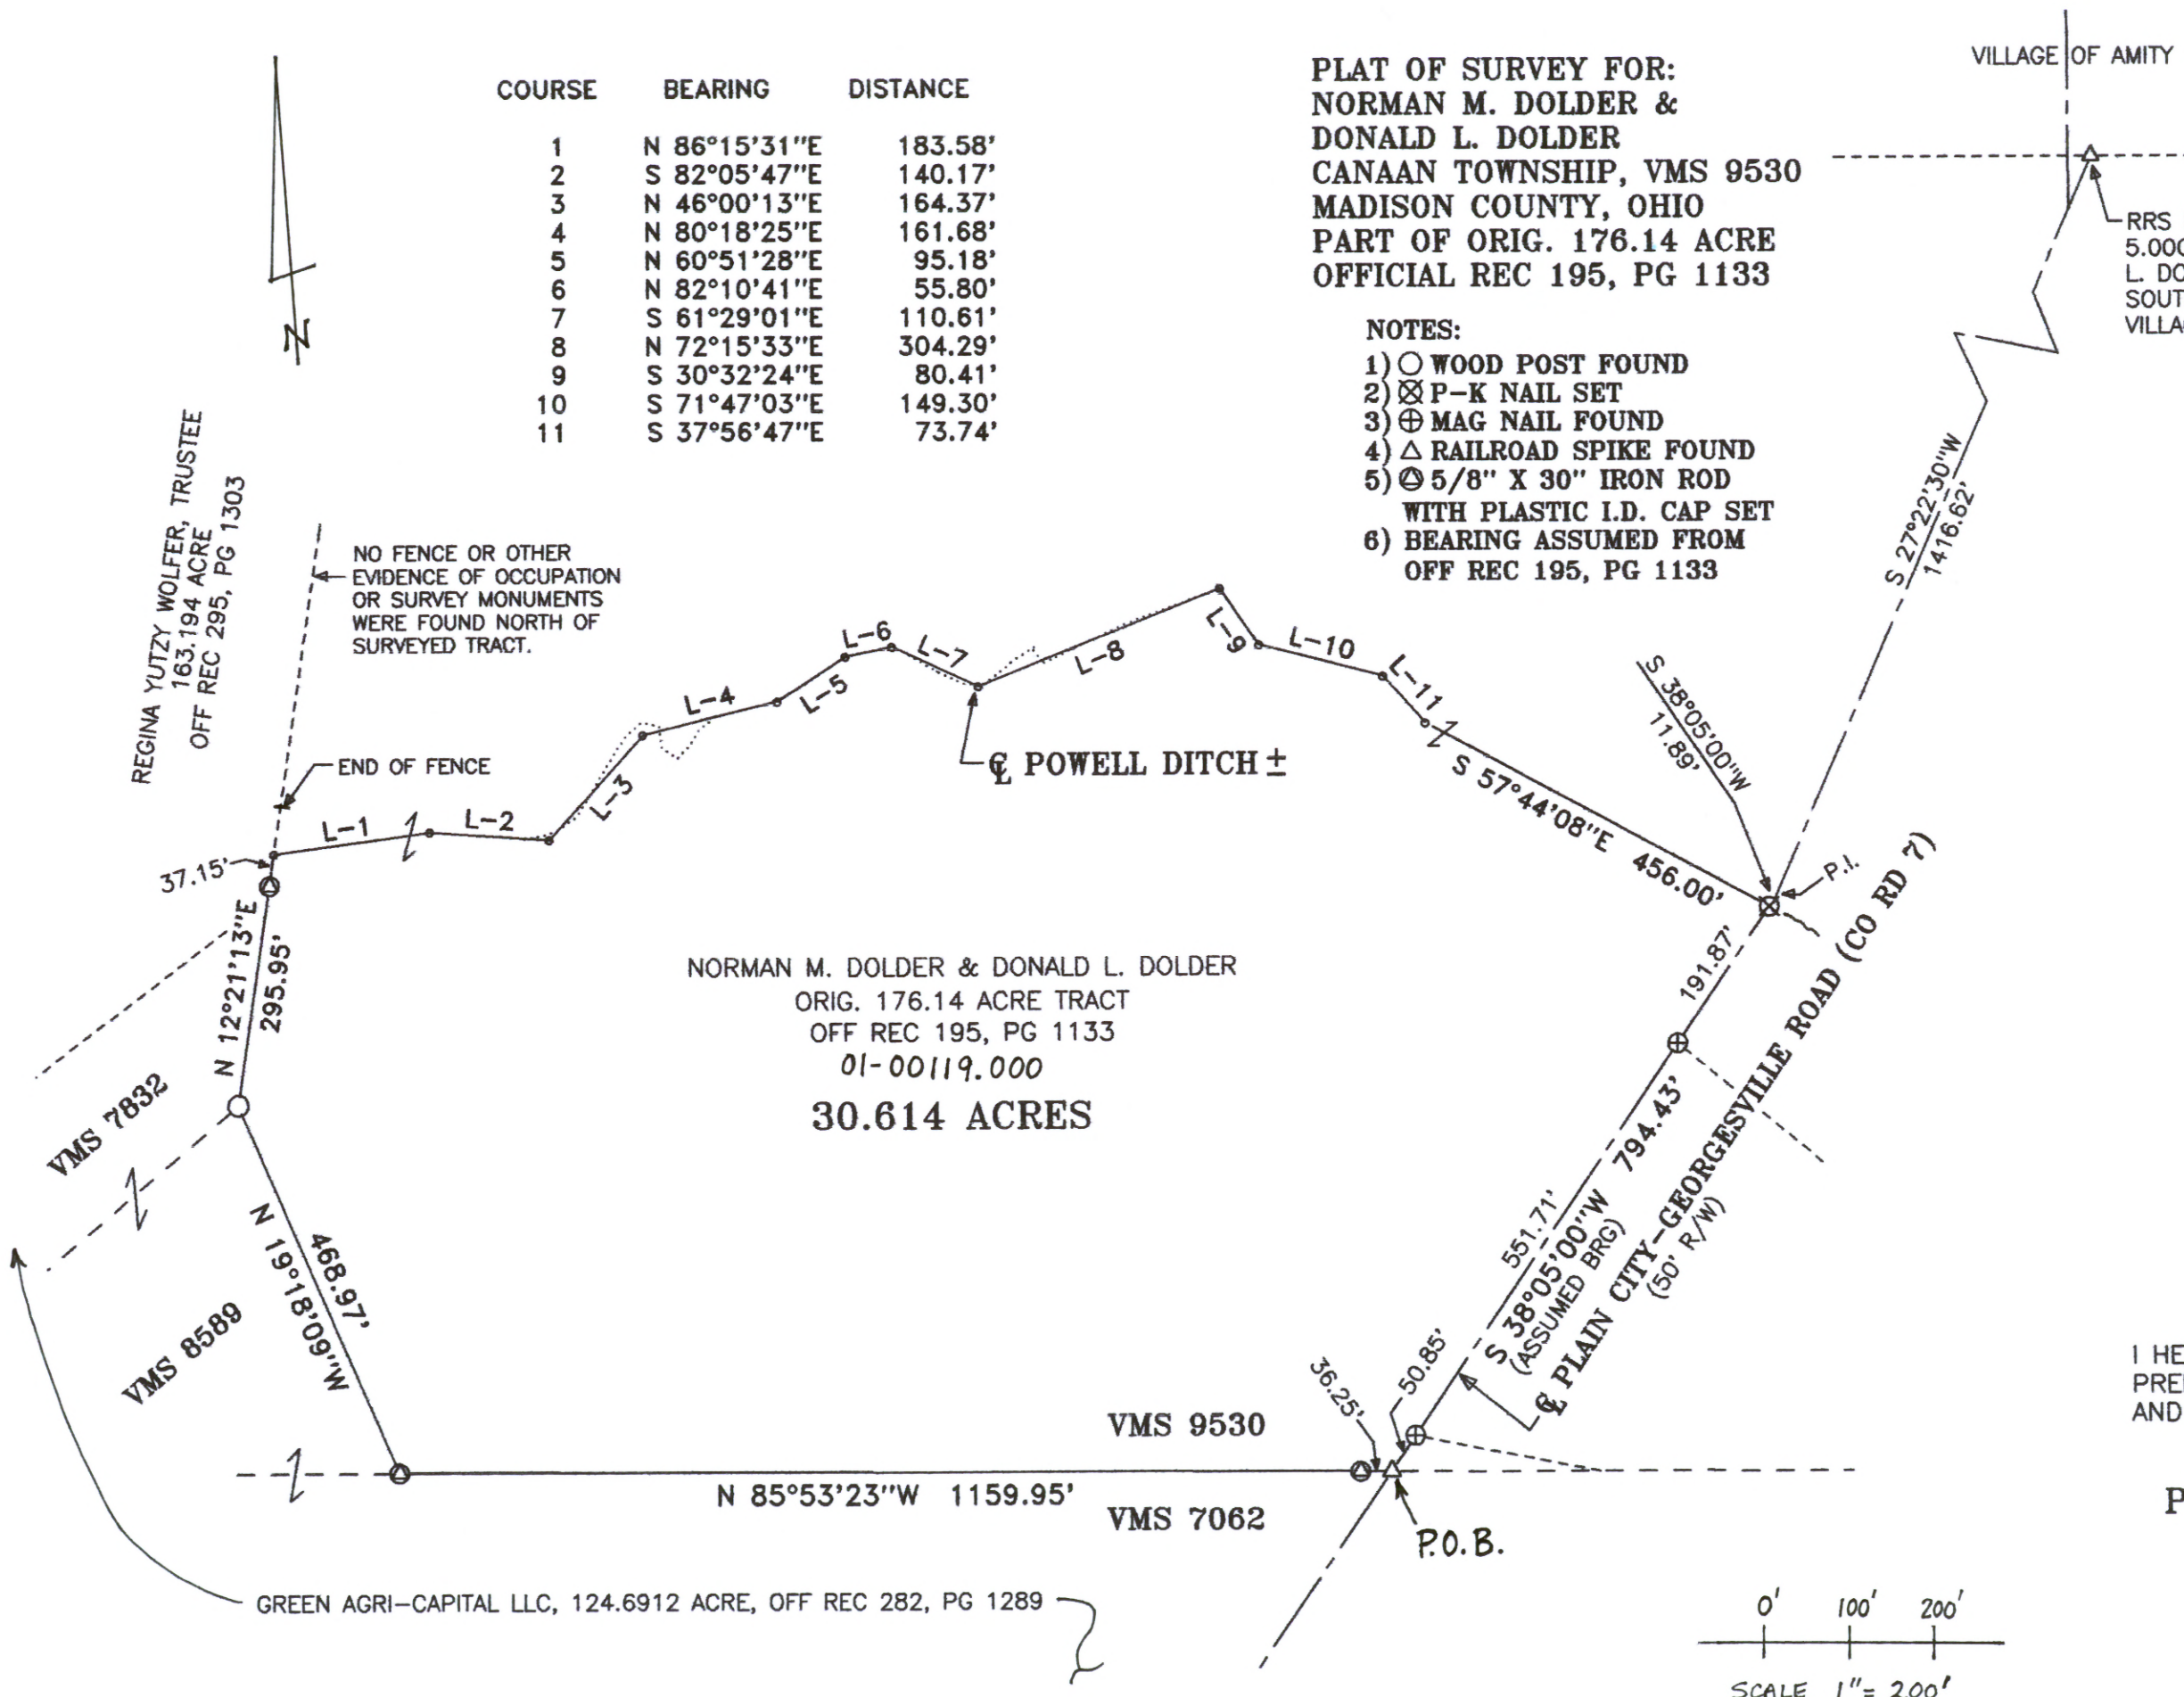 COURSE BEARING DISTANCE
1 N 86°15'31"E 183.58'
2 S 82°05'47"E 140.17'
3 N 46°00'13"E 164.37'
4 N 80°18'25"E 161.68'
5 N 60°51'28"E 95.18'
6 N 82°10'41"E 55.80'
7 S 61°29'01"E 110.61'
8 N 72°15'33"E 304.29'
9 S 30°32'24"E 80.41'
10 S 71°47'03"E 149.30'
11 S 37°56'47"E 73.74'
PLAT OF SURVEY FOR:
NORMAN M. DOLDER &
DONALD L. DOLDER
CANAAN TOWNSHIP, VMS 9530
MADISON COUNTY, OHIO
PART OF ORIG. 176.14 ACRE
OFFICIAL REC 195, PG 1133
NOTES:
1) ○ WOOD POST FOUND
2) ⊗ P-K NAIL SET
3) ⊕ MAG NAIL FOUND
4) △ RAILROAD SPIKE FOUND
5) 5/8" X 30" IRON ROD
WITH PLASTIC I.D. CAP SET
6) BEARING ASSUMED FROM
OFF REC 195, PG 1133
VILLAGE OF AMITY
RRS
5.000
L. DO
SOUT
VILLA
N
REGINA YUTZY WOLFER, TRUSTEE
163.194 ACRE
OFF REC 295, PG 1303
NO FENCE OR OTHER
EVIDENCE OF OCCUPATION
OR SURVEY MONUMENTS
WERE FOUND NORTH OF
SURVEYED TRACT.
END OF FENCE
S 27°22'30"W
1416.62'
L-1
L-2
L-3
L-4
L-5
L-6
L-7
L-8
L-9
L-10
L-11
℄ POWELL DITCH ±
S 57°44'08"E 456.00'
S 38°05'00"W
11.89'
P.I.
37.15'
N 12°21'13"E
295.95'
NORMAN M. DOLDER & DONALD L. DOLDER
ORIG. 176.14 ACRE TRACT
OFF REC 195, PG 1133
01-00119.000
30.614 ACRES
191.87'
551.71'
S 38°05'00"W 794.43'
(ASSUMED BRG)
℄ PLAIN CITY-GEORGESVILLE ROAD (CO RD 7)
(50' R/W)
VMS 7832
VMS 8589
468.97'
N 19°18'09"W
36.25'
50.85'
VMS 9530
N 85°53'23"W 1159.95'
VMS 7062
P.O.B.
GREEN AGRI-CAPITAL LLC, 124.6912 ACRE, OFF REC 282, PG 1289
I HE
PRE
AND
P
0' 100' 200'
SCALE 1"= 200'